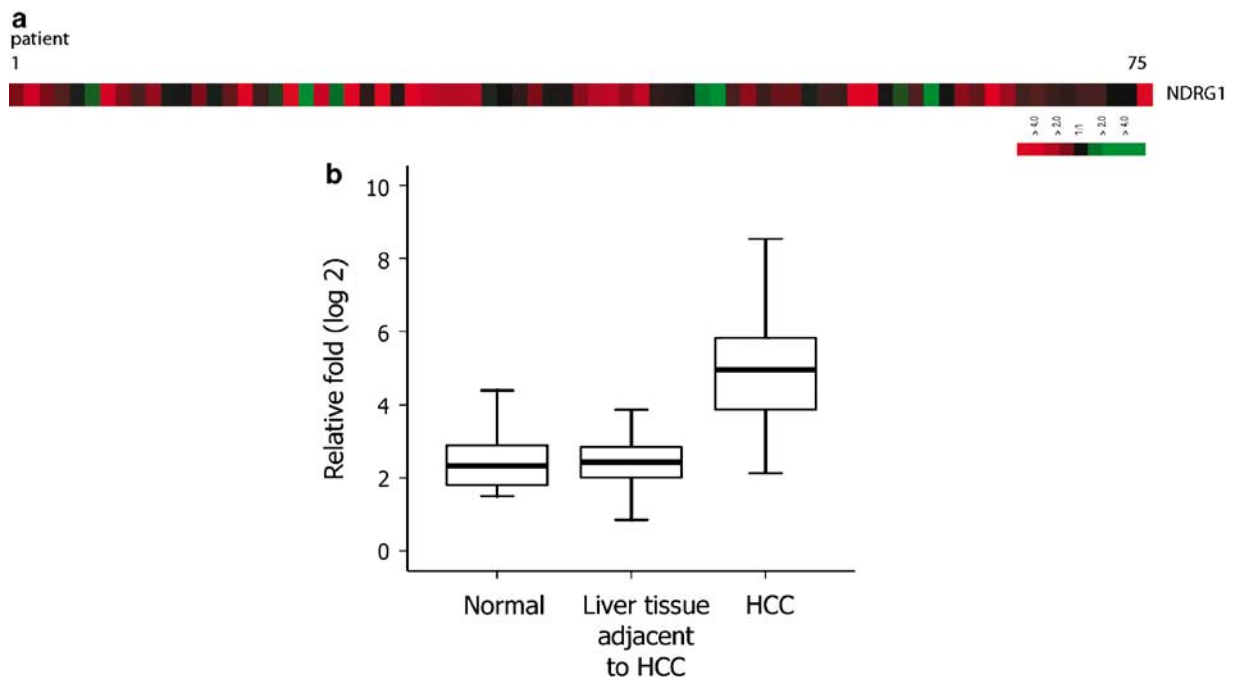 a
patient
1 75
NDRG1
> 4.0 > 2.0 1:1 > 2.0 > 4.0
b
10
8
6
4
2
0
Relative fold (log 2)
Normal
Liver tissue
adjacent
to HCC
HCC